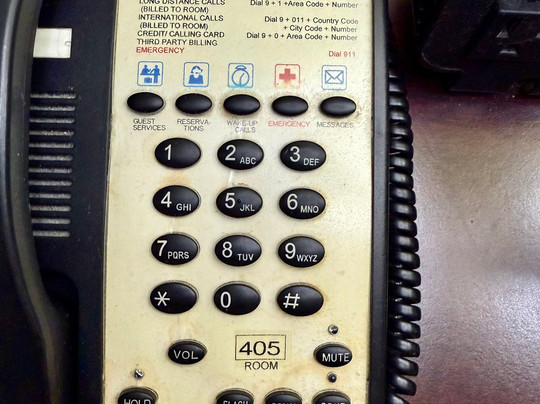 LONG DISTANCE CALLS Dial 9 + 1 +Area Code + Number
(BILLED TO ROOM)
INTERNATIONAL CALLS Dial 9 + 011 + Country Code
(BILLED TO ROOM) + City Code + Number
CREDIT/ CALLING CARD Dial 9 + 0 + Area Code + Number
THIRD PARTY BILLING
EMERGENCY Dial 911
GUEST RESERVA- WAKE-UP EMERGENCY MESSAGES
SERVICES TIONS CALLS
1 2 ABC 3 DEF
4 GHI 5 JKL 6 MNO
7 PQRS 8 TUV 9 WXYZ
* 0 #
VOL 405 MUTE
ROOM
HOLD FLASH